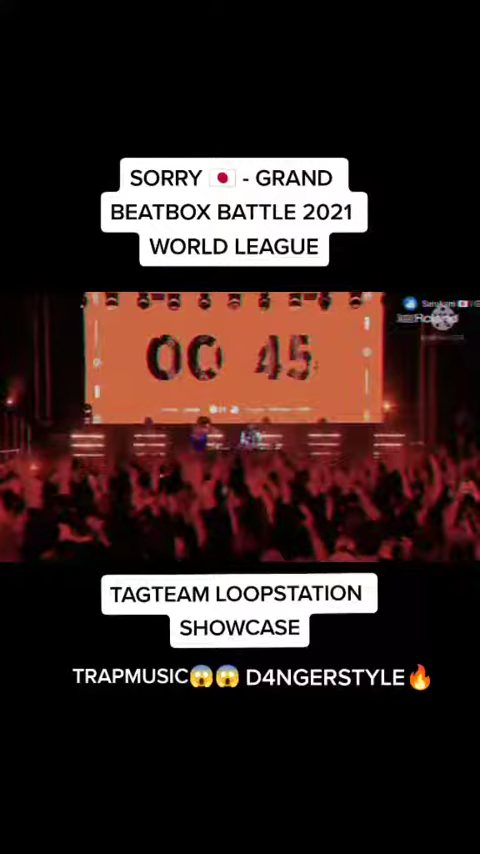 SORRY 🇯🇵 - GRAND
BEATBOX BATTLE 2021
WORLD LEAGUE
00 45
TAGTEAM LOOPSTATION
SHOWCASE
TRAPMUSIC😱😱 D4NGERSTYLE🔥